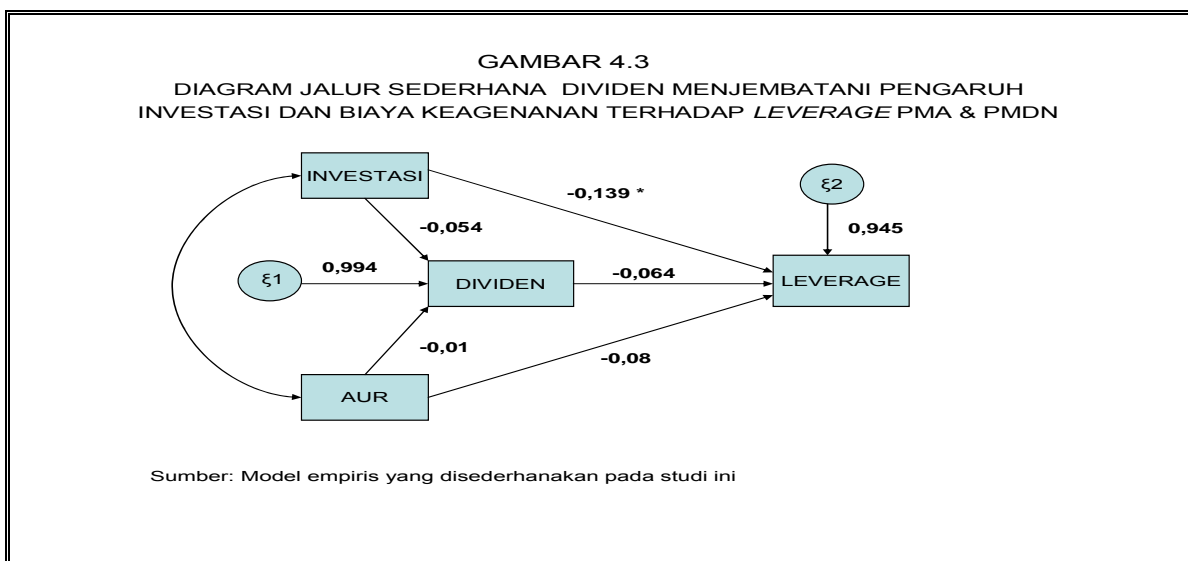 GAMBAR 4.3
DIAGRAM JALUR SEDERHANA DIVIDEN MENJEMBATANI PENGARUH
INVESTASI DAN BIAYA KEAGENANAN TERHADAP LEVERAGE PMA & PMDN
INVESTASI
ξ2
-0,139 *
-0,054
0,945
ξ1
0,994
DIVIDEN
-0,064
LEVERAGE
-0,01
-0,08
AUR
Sumber: Model empiris yang disederhanakan pada studi ini